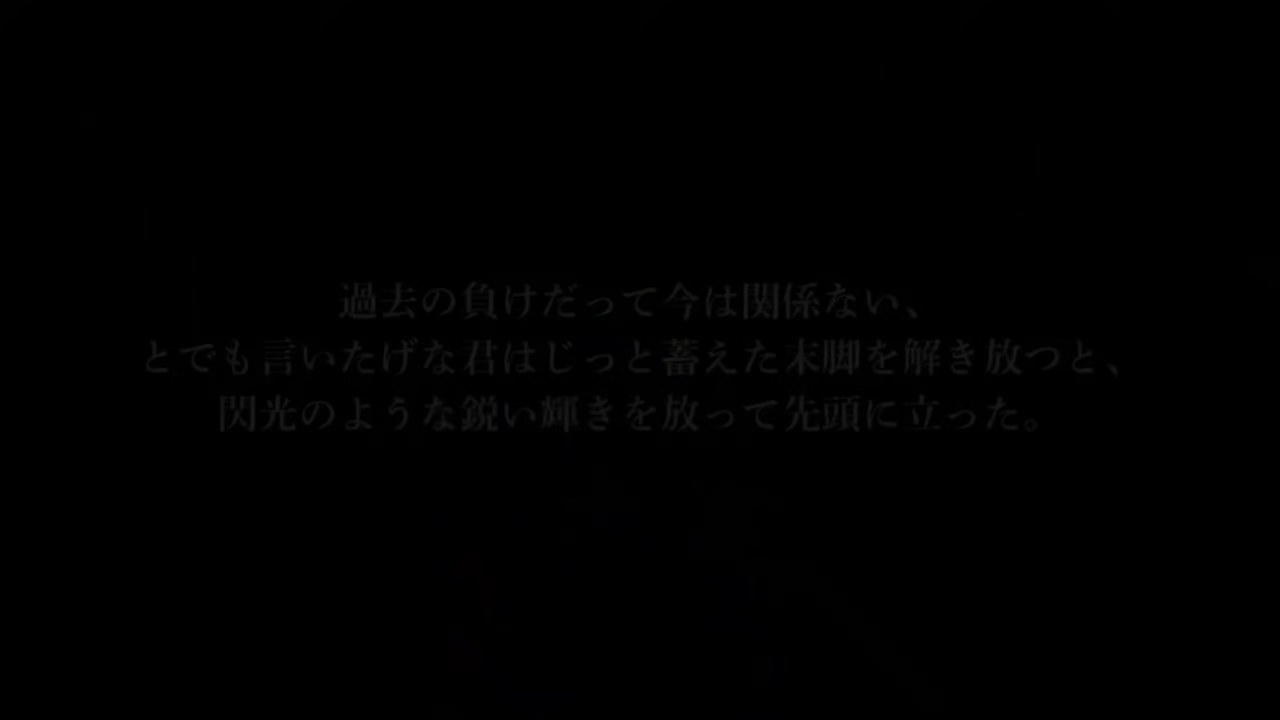 過去の負けだって今は関係ない、
とでも言いたげな君はじっと蓄えた末脚を解き放つと、
閃光のような鋭い輝きを放って先頭に立った。